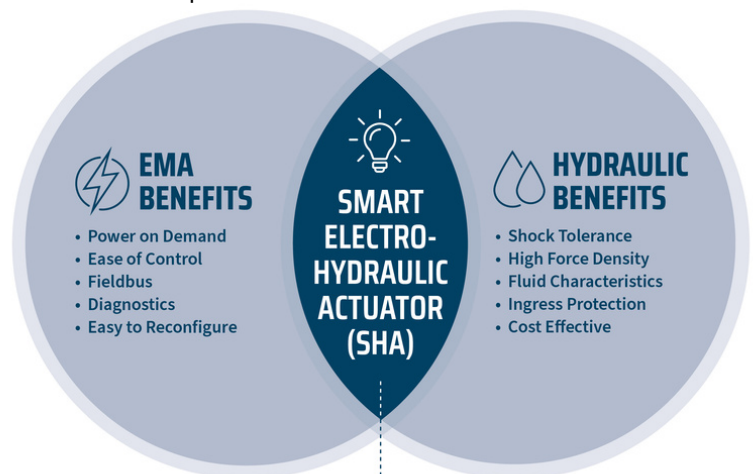 EMA
BENEFITS
• Power on Demand
• Ease of Control
• Fieldbus
• Diagnostics
• Easy to Reconfigure
SMART
ELECTRO-
HYDRAULIC
ACTUATOR
(SHA)
HYDRAULIC
BENEFITS
• Shock Tolerance
• High Force Density
• Fluid Characteristics
• Ingress Protection
• Cost Effective